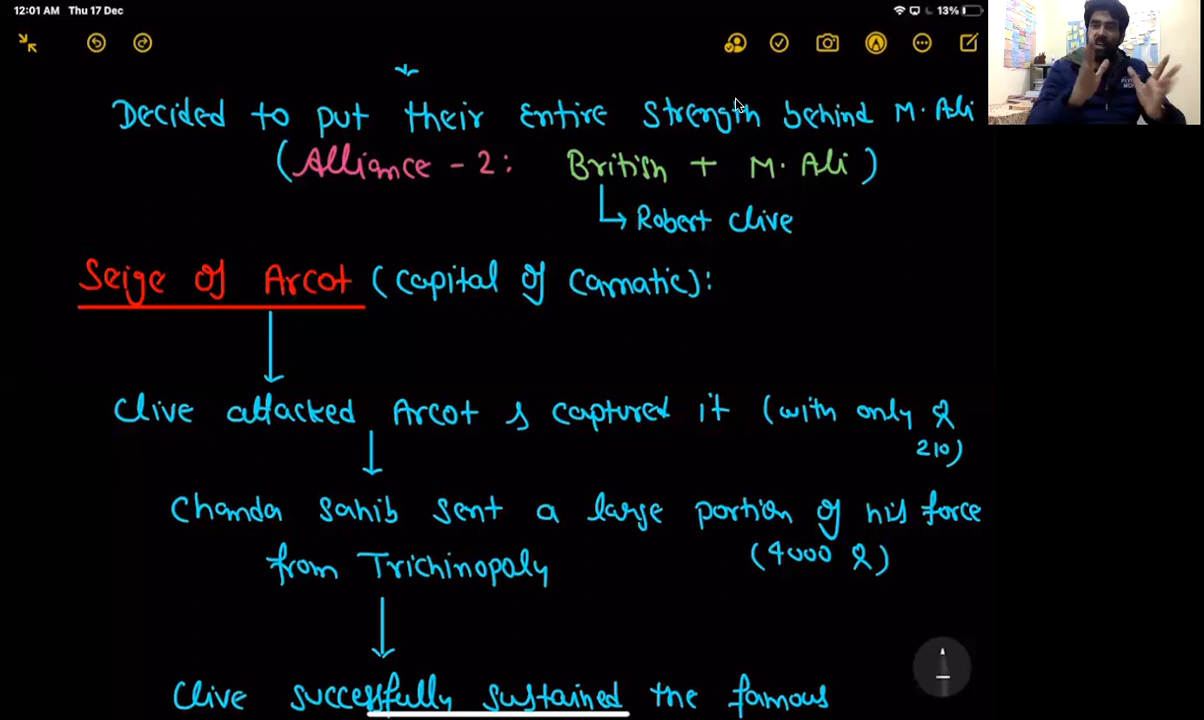 12:01 AM Thu 17 Dec
13%
Decided to put their entire strength behind M. Ali
(Alliance - 2: British + M. Ali)
Robert Clive
Seige of Arcot (capital of Carnatic):
Clive attacked Arcot & captured it (with only
210)
Chanda Sahib sent a large portion of his force
from Trichinopoly (4000
Clive successfully sustained the famous